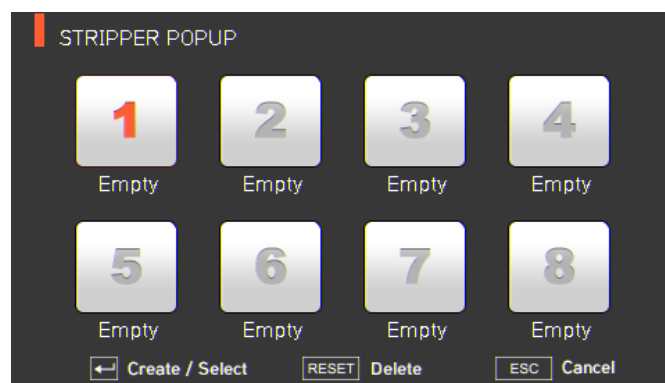 STRIPPER POPUP
1 2 3 4
Empty Empty Empty Empty
5 6 7 8
Empty Empty Empty Empty
Create / Select RESET Delete ESC Cancel